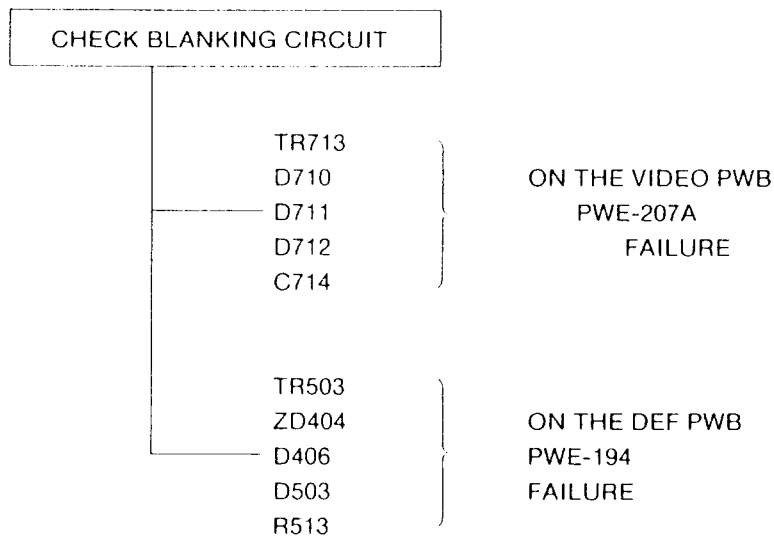 CHECK BLANKING CIRCUIT
TR713
D710
D711
D712
C714
ON THE VIDEO PWB
PWE-207A
FAILURE
TR503
ZD404
D406
D503
R513
ON THE DEF PWB
PWE-194
FAILURE